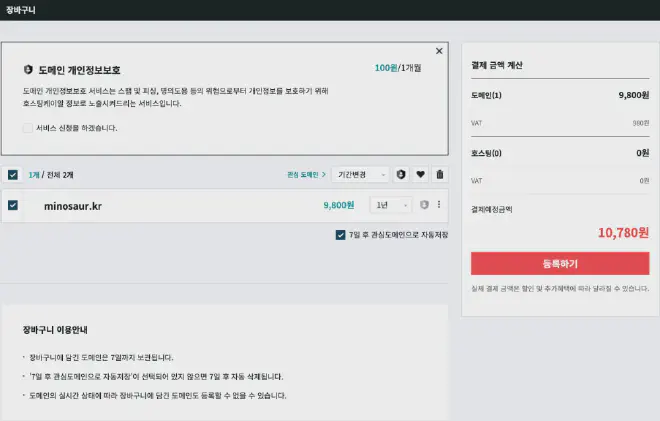 장바구니
도메인 개인정보보호
100원/1개월
도메인 개인정보보호 서비스는 스팸 및 피싱, 명의도용 등의 위험으로부터 개인정보를 보호하기 위해
호스팅케이알 정보로 노출시켜드리는 서비스입니다.
서비스 신청을 하겠습니다.
1개 / 전체 2개
관심 도메인 >
기간변경
minosaur.kr
9,800원
1년
7일 후 관심도메인으로 자동저장
장바구니 이용안내
· 장바구니에 담긴 도메인은 7일까지 보관됩니다.
· '7일 후 관심도메인으로 자동저장'이 선택되어 있지 않으면 7일 후 자동 삭제됩니다.
· 도메인의 실시간 상태에 따라 장바구니에 담긴 도메인도 등록할 수 없을 수 있습니다.
결제 금액 계산
도메인(1)
9,800원
VAT
980원
호스팅(0)
0원
VAT
0원
결제예정금액
10,780원
등록하기
실제 결제 금액은 할인 및 추가혜택에 따라 달라질 수 있습니다.